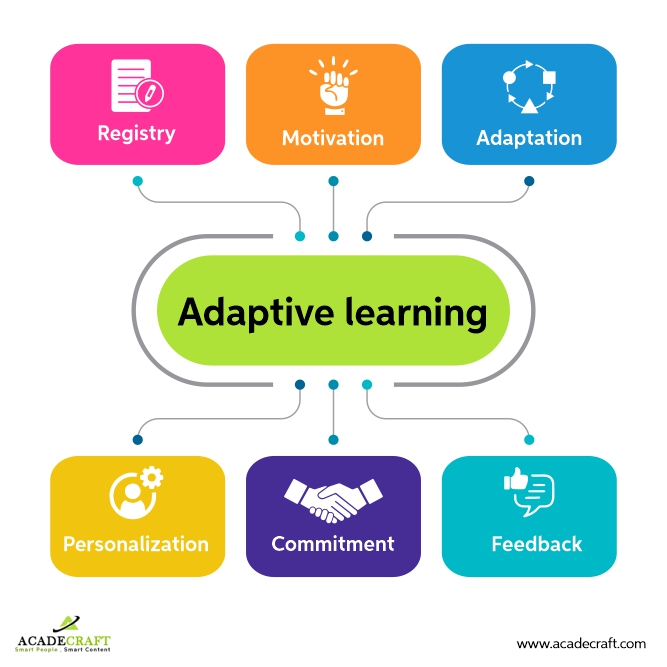 Registry
Motivation
Adaptation
Adaptive learning
Personalization
Commitment
Feedback
ACADECRAFT
Smart People . Smart Content
www.acadecraft.com